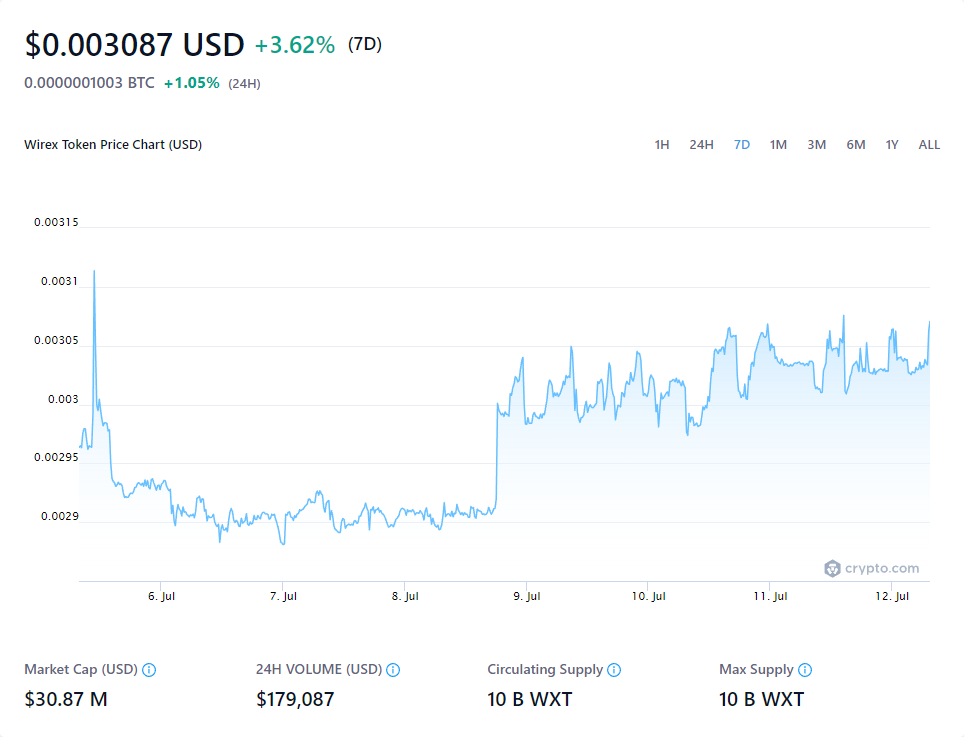 $0.003087 USD +3.62% (7D)
0.0000001003 BTC +1.05% (24H)
Wirex Token Price Chart (USD) 1H 24H 7D 1M 3M 6M 1Y ALL
0.00315
0.0031
0.00305
0.003
0.00295
0.0029
crypto.com
6. Jul 7. Jul 8. Jul 9. Jul 10. Jul 11. Jul 12. Jul
Market Cap (USD) 24H VOLUME (USD) Circulating Supply Max Supply
$30.87 M $179,087 10 B WXT 10 B WXT